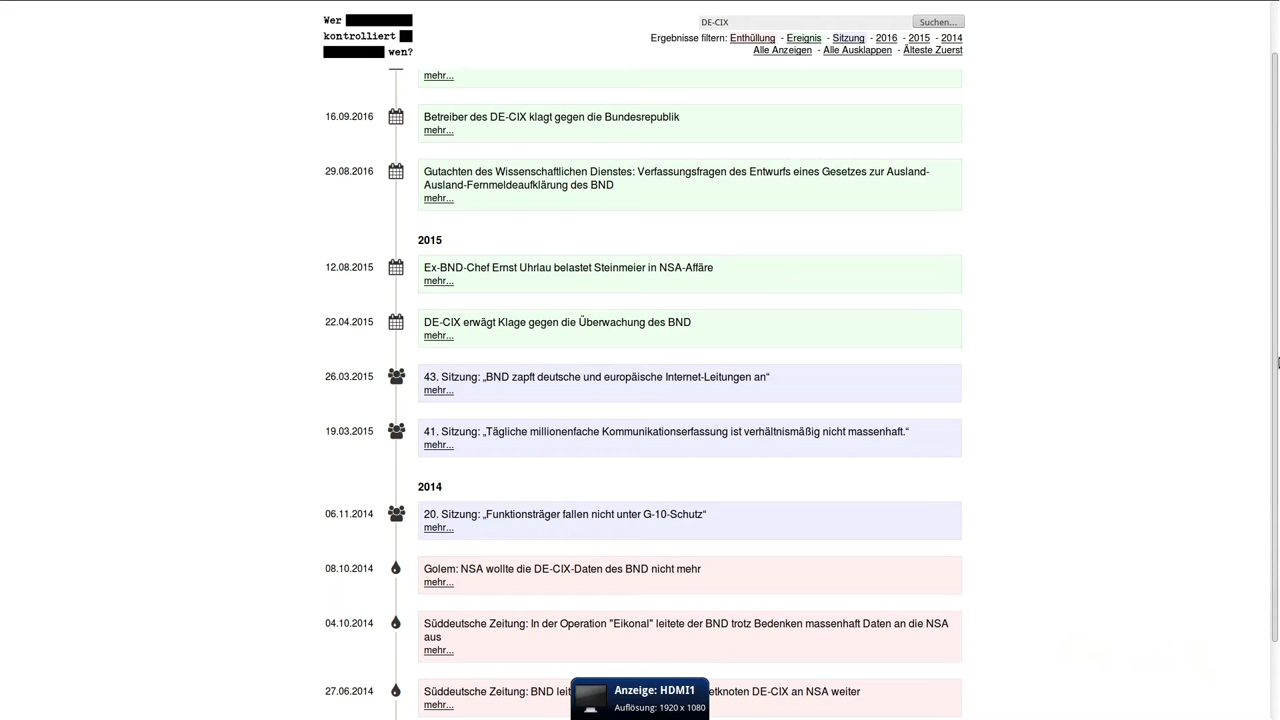 Wer
kontrolliert
wen?
DE-CIX
Suchen...
Ergebnisse filtern: Enthüllung - Ereignis - Sitzung - 2016 - 2015 - 2014
Alle Anzeigen - Alle Ausklappen - Älteste Zuerst
mehr...
16.09.2016
Betreiber des DE-CIX klagt gegen die Bundesrepublik
mehr...
29.08.2016
Gutachten des Wissenschaftlichen Dienstes: Verfassungsfragen des Entwurfs eines Gesetzes zur Ausland-
Ausland-Fernmeldeaufklärung des BND
mehr...
2015
12.08.2015
Ex-BND-Chef Ernst Uhrlau belastet Steinmeier in NSA-Affäre
mehr...
22.04.2015
DE-CIX erwägt Klage gegen die Überwachung des BND
mehr...
26.03.2015
43. Sitzung: „BND zapft deutsche und europäische Internet-Leitungen an“
mehr...
19.03.2015
41. Sitzung: „Tägliche millionenfache Kommunikationserfassung ist verhältnismäßig nicht massenhaft.“
mehr...
2014
06.11.2014
20. Sitzung: „Funktionsträger fallen nicht unter G-10-Schutz“
mehr...
08.10.2014
Golem: NSA wollte die DE-CIX-Daten des BND nicht mehr
mehr...
04.10.2014
Süddeutsche Zeitung: In der Operation "Eikonal" leitete der BND trotz Bedenken massenhaft Daten an die NSA
aus
mehr...
27.06.2014
Süddeutsche Zeitung: BND DE-CIX an NSA weiter
mehr...
Anzeige: HDMI1
Auflösung: 1920 x 1080